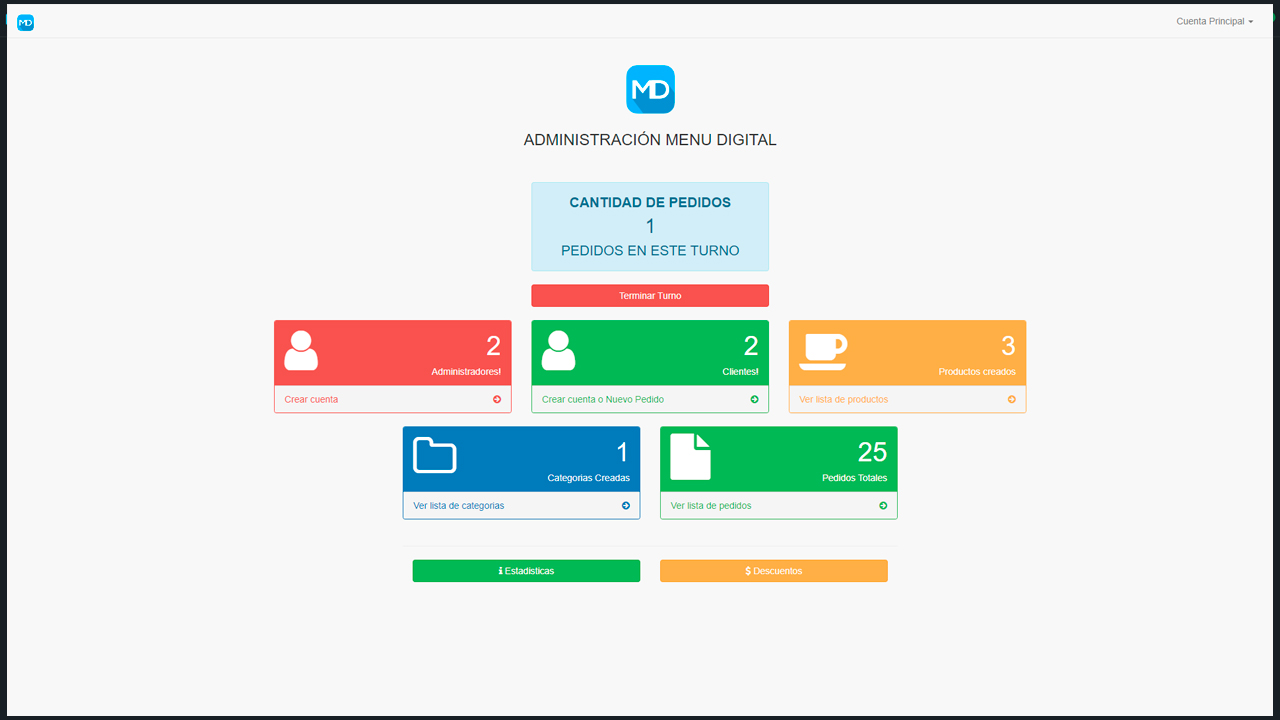 MD
Cuenta Principal
MD
ADMINISTRACIÓN MENU DIGITAL
CANTIDAD DE PEDIDOS
1
PEDIDOS EN ESTE TURNO
Terminar Turno
2
Administradores!
Crear cuenta
2
Clientes!
Crear cuenta o Nuevo Pedido
3
Productos creados
Ver lista de productos
1
Categorias Creadas
Ver lista de categorias
25
Pedidos Totales
Ver lista de pedidos
Estadisticas
$ Descuentos